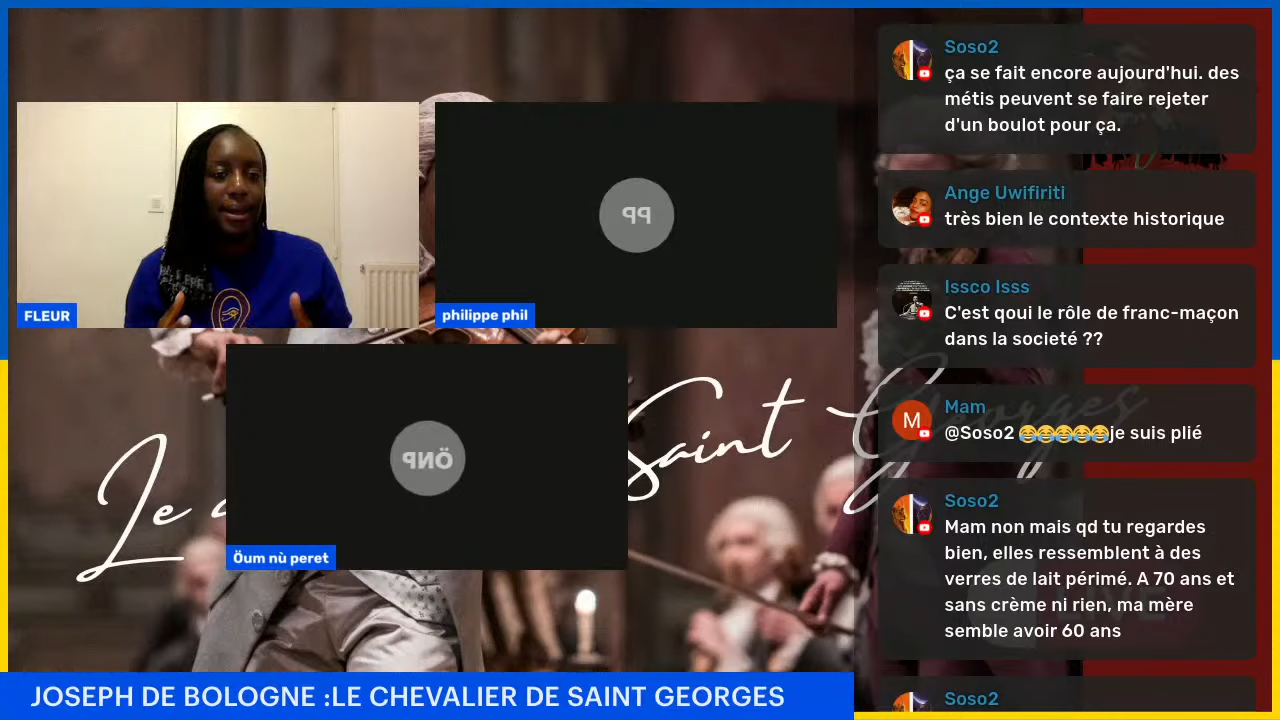 FLEUR
PP
philippe phil
ÖNP
Öum nù peret
Le
Saint Georges
JOSEPH DE BOLOGNE :LE CHEVALIER DE SAINT GEORGES
Soso2
ça se fait encore aujourd'hui. des
métis peuvent se faire rejeter
d'un boulot pour ça.
Ange Uwifiriti
très bien le contexte historique
Issco Isss
C'est qoui le rôle de franc-maçon
dans la societé ??
M
Mam
@Soso2 😂😂😂😂😂je suis plié
Soso2
Mam non mais qd tu regardes
bien, elles ressemblent à des
verres de lait périmé. A 70 ans et
sans crème ni rien, ma mère
semble avoir 60 ans
Soso2